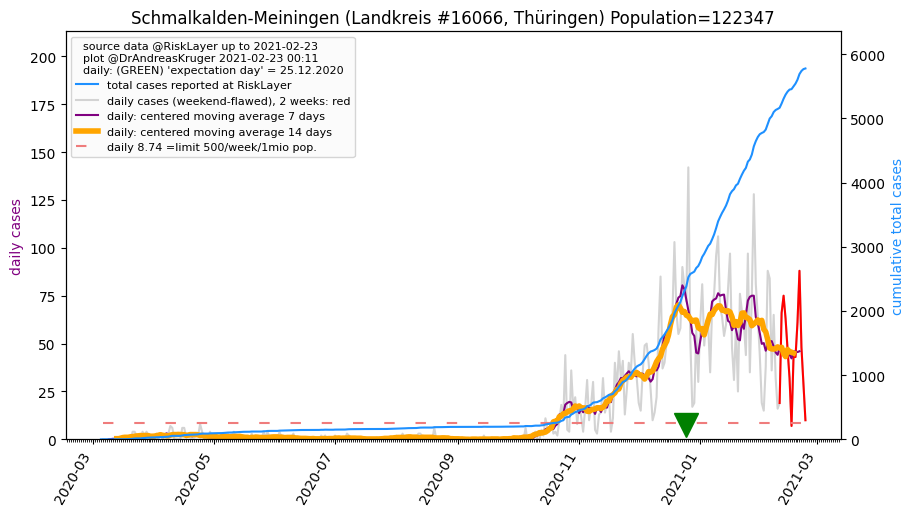 Schmalkalden-Meiningen (Landkreis #16066, Thüringen) Population=122347
source data @RiskLayer up to 2021-02-23
plot @DrAndreasKruger 2021-02-23 00:11
daily: (GREEN) 'expectation day' = 25.12.2020
total cases reported at RiskLayer
daily cases (weekend-flawed), 2 weeks: red
daily: centered moving average 7 days
daily: centered moving average 14 days
daily 8.74 =limit 500/week/1mio pop.
daily cases
200
175
150
125
100
75
50
25
0
cumulative total cases
6000
5000
4000
3000
2000
1000
0
2020-03
2020-05
2020-07
2020-09
2020-11
2021-01
2021-03